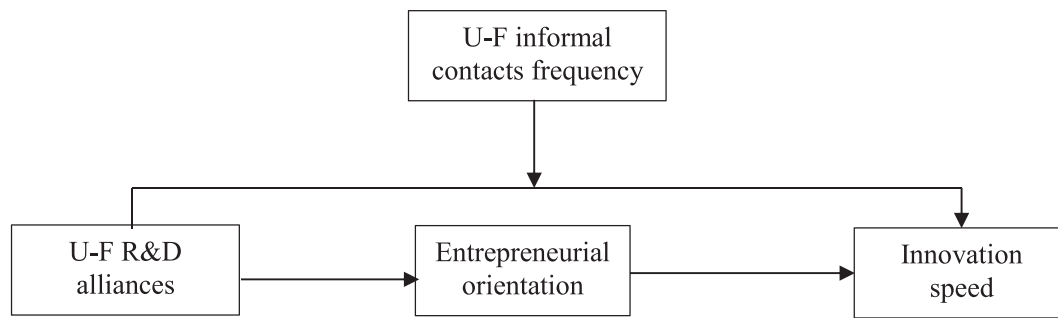 U-F informal
contacts frequency
U-F R&D
alliances
Entrepreneurial
orientation
Innovation
speed